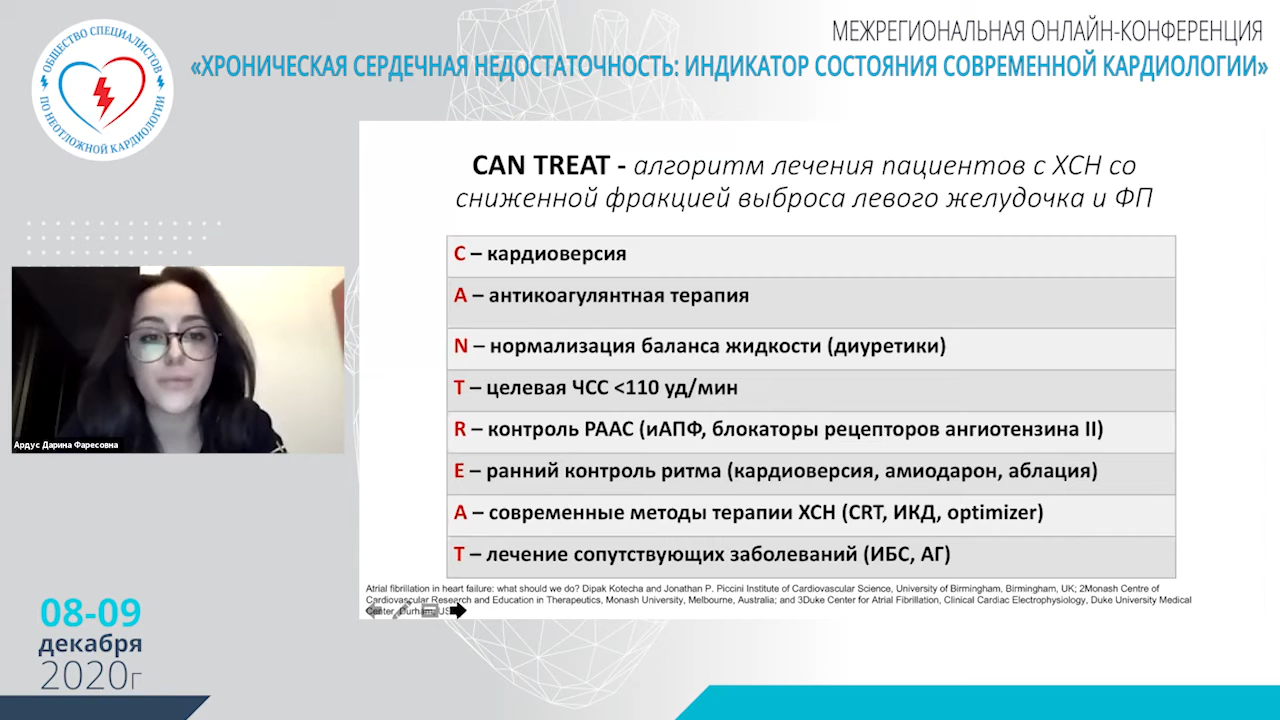 МЕЖРЕГИОНАЛЬНАЯ ОНЛАЙН-КОНФЕРЕНЦИЯ
«ХРОНИЧЕСКАЯ СЕРДЕЧНАЯ НЕДОСТАТОЧНОСТЬ: ИНДИКАТОР СОСТОЯНИЯ СОВРЕМЕННОЙ КАРДИОЛОГИИ»
ОБЩЕСТВО СПЕЦИАЛИСТОВ
ПО НЕОТЛОЖНОЙ КАРДИОЛОГИИ
CAN TREAT - алгоритм лечения пациентов с ХСН со
сниженной фракцией выброса левого желудочка и ФП
C – кардиоверсия
A – антикоагулянтная терапия
N – нормализация баланса жидкости (диуретики)
T – целевая ЧСС <110 уд/мин
R – контроль РААС (иАПФ, блокаторы рецепторов ангиотензина II)
E – ранний контроль ритма (кардиоверсия, амиодарон, аблация)
A – современные методы терапии ХСН (CRT, ИКД, optimizer)
T – лечение сопутствующих заболеваний (ИБС, АГ)
Atrial fibrillation in heart failure: what should we do? Dipak Kotecha and Jonathan P. Piccini Institute of Cardiovascular Science, University of Birmingham, Birmingham, UK; 2Monash Centre of
Cardiovascular Research and Education in Therapeutics, Monash University, Melbourne, Australia; and 3Duke Center for Atrial Fibrillation, Clinical Cardiac Electrophysiology, Duke University Medical
Center, Durham, US
Ардус Дарина Фаресовна
08-09
декабря
2020г